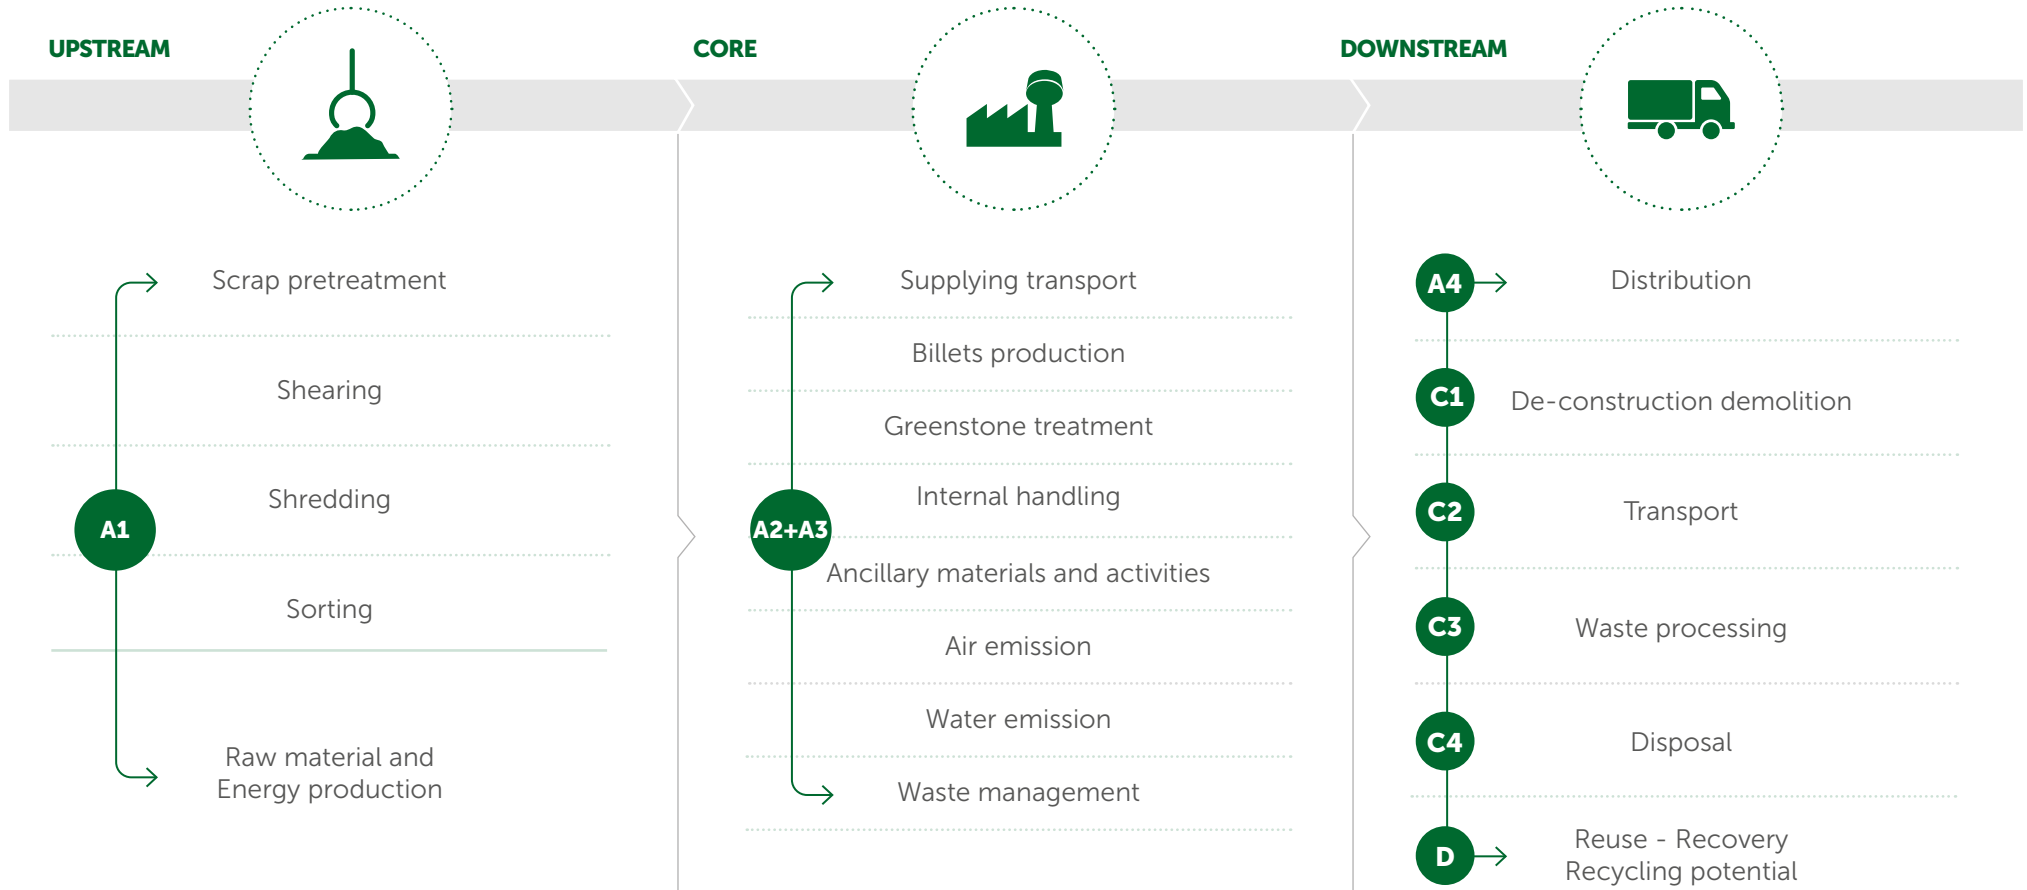 UPSTREAM
Scrap pretreatment
Shearing
Shredding
A1
Sorting
Raw material and
Energy production
CORE
Supplying transport
Billets production
Greenstone treatment
Internal handling
A2+A3
Ancillary materials and activities
Air emission
Water emission
Waste management
DOWNSTREAM
A4
Distribution
C1
De-construction demolition
C2
Transport
C3
Waste processing
C4
Disposal
D
Reuse - Recovery
Recycling potential